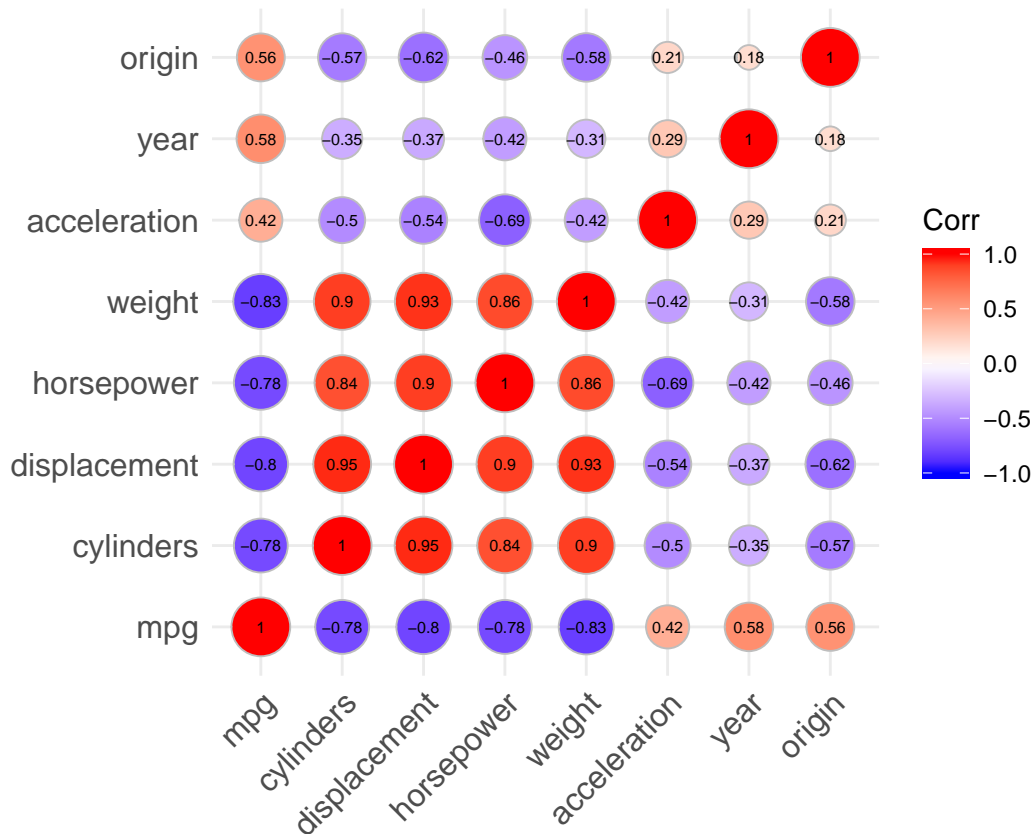 origin 0.56 −0.57 −0.62 −0.46 −0.58 0.21 0.18 1
year 0.58 −0.35 −0.37 −0.42 −0.31 0.29 1 0.18
acceleration 0.42 −0.5 −0.54 −0.69 −0.42 1 0.29 0.21
weight −0.83 0.9 0.93 0.86 1 −0.42 −0.31 −0.58
horsepower −0.78 0.84 0.9 1 0.86 −0.69 −0.42 −0.46
displacement −0.8 0.95 1 0.9 0.93 −0.54 −0.37 −0.62
cylinders −0.78 1 0.95 0.84 0.9 −0.5 −0.35 −0.57
mpg 1 −0.78 −0.8 −0.78 −0.83 0.42 0.58 0.56
mpg
cylinders
displacement
horsepower
weight
acceleration
year
origin
Corr
1.0
0.5
0.0
−0.5
−1.0